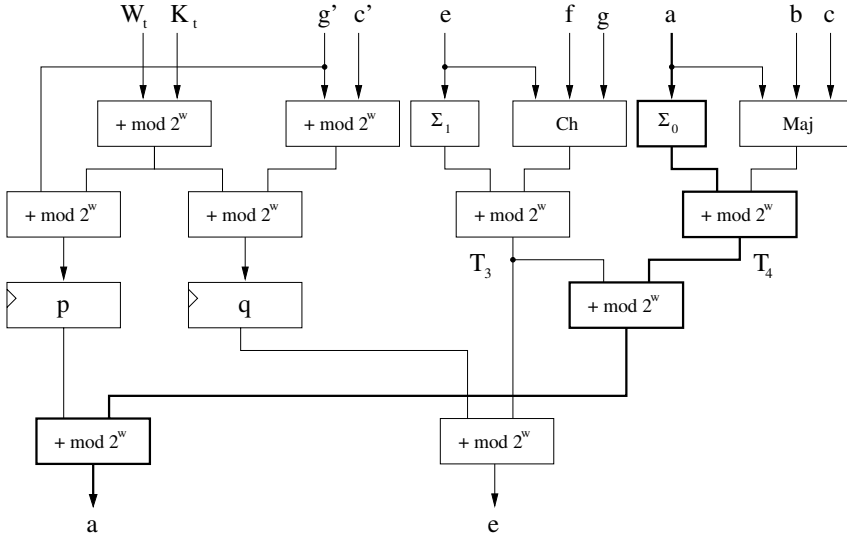 W_t K_t g’ c’ e f g a b c
+ mod 2^w + mod 2^w Σ_1 Ch Σ_0 Maj
+ mod 2^w + mod 2^w + mod 2^w + mod 2^w
T_3 T_4
p q + mod 2^w
+ mod 2^w + mod 2^w
a e